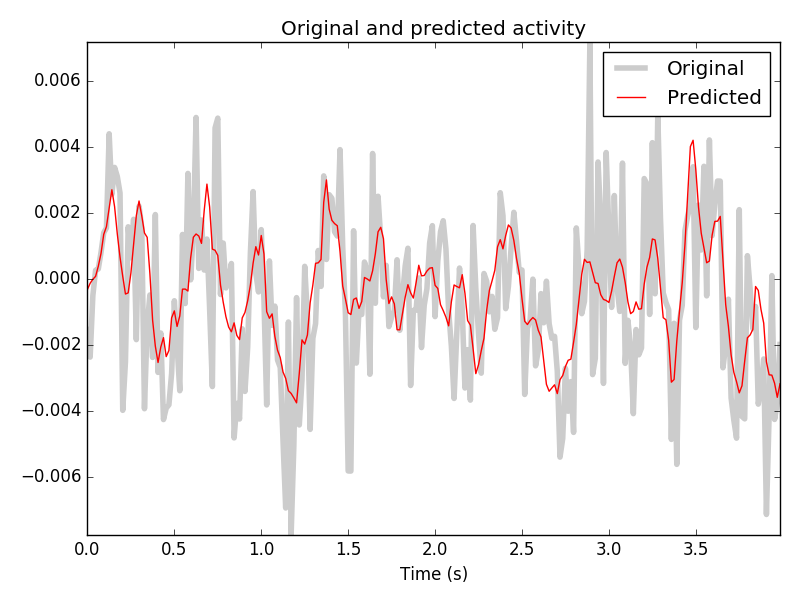 Original and predicted activity
Original
Predicted
0.006
0.004
0.002
0.000
−0.002
−0.004
−0.006
0.0 0.5 1.0 1.5 2.0 2.5 3.0 3.5
Time (s)